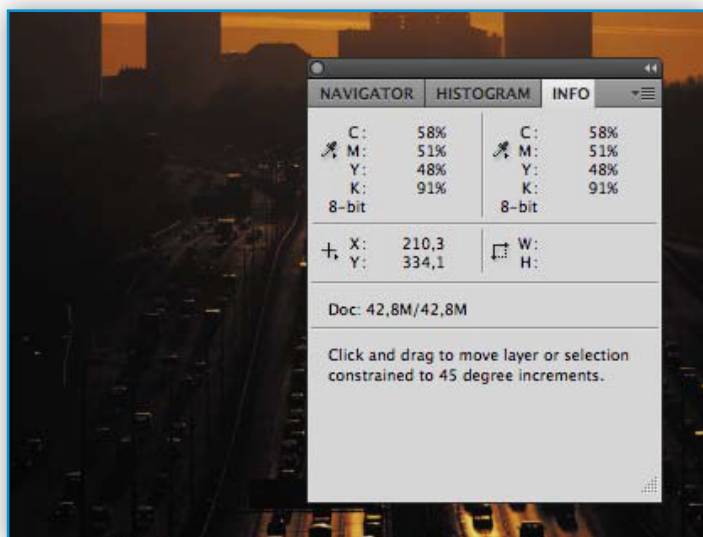 NAVIGATOR HISTOGRAM INFO
C: 58% C: 58%
M: 51% M: 51%
Y: 48% Y: 48%
K: 91% K: 91%
8-bit 8-bit
X: 210,3 W:
Y: 334,1 H:
Doc: 42,8M/42,8M
Click and drag to move layer or selection
constrained to 45 degree increments.